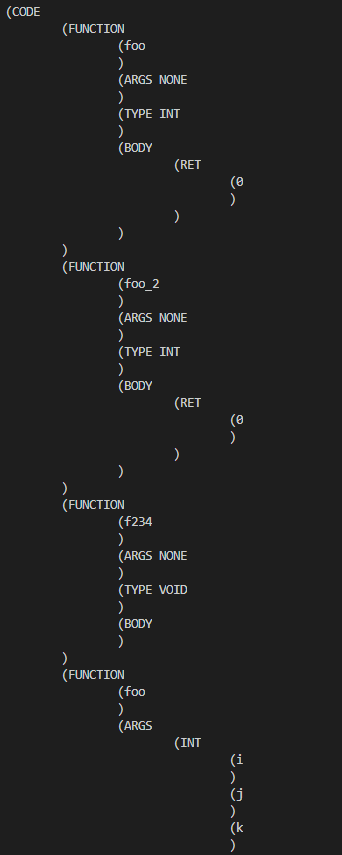 (CODE
(FUNCTION
(foo
)
(ARGS NONE
)
(TYPE INT
)
(BODY
(RET
(0
)
)
)
)
(FUNCTION
(foo_2
)
(ARGS NONE
)
(TYPE INT
)
(BODY
(RET
(0
)
)
)
)
(FUNCTION
(f234
)
(ARGS NONE
)
(TYPE VOID
)
(BODY
)
)
(FUNCTION
(foo
)
(ARGS
(INT
(i
)
(j
)
(k
)